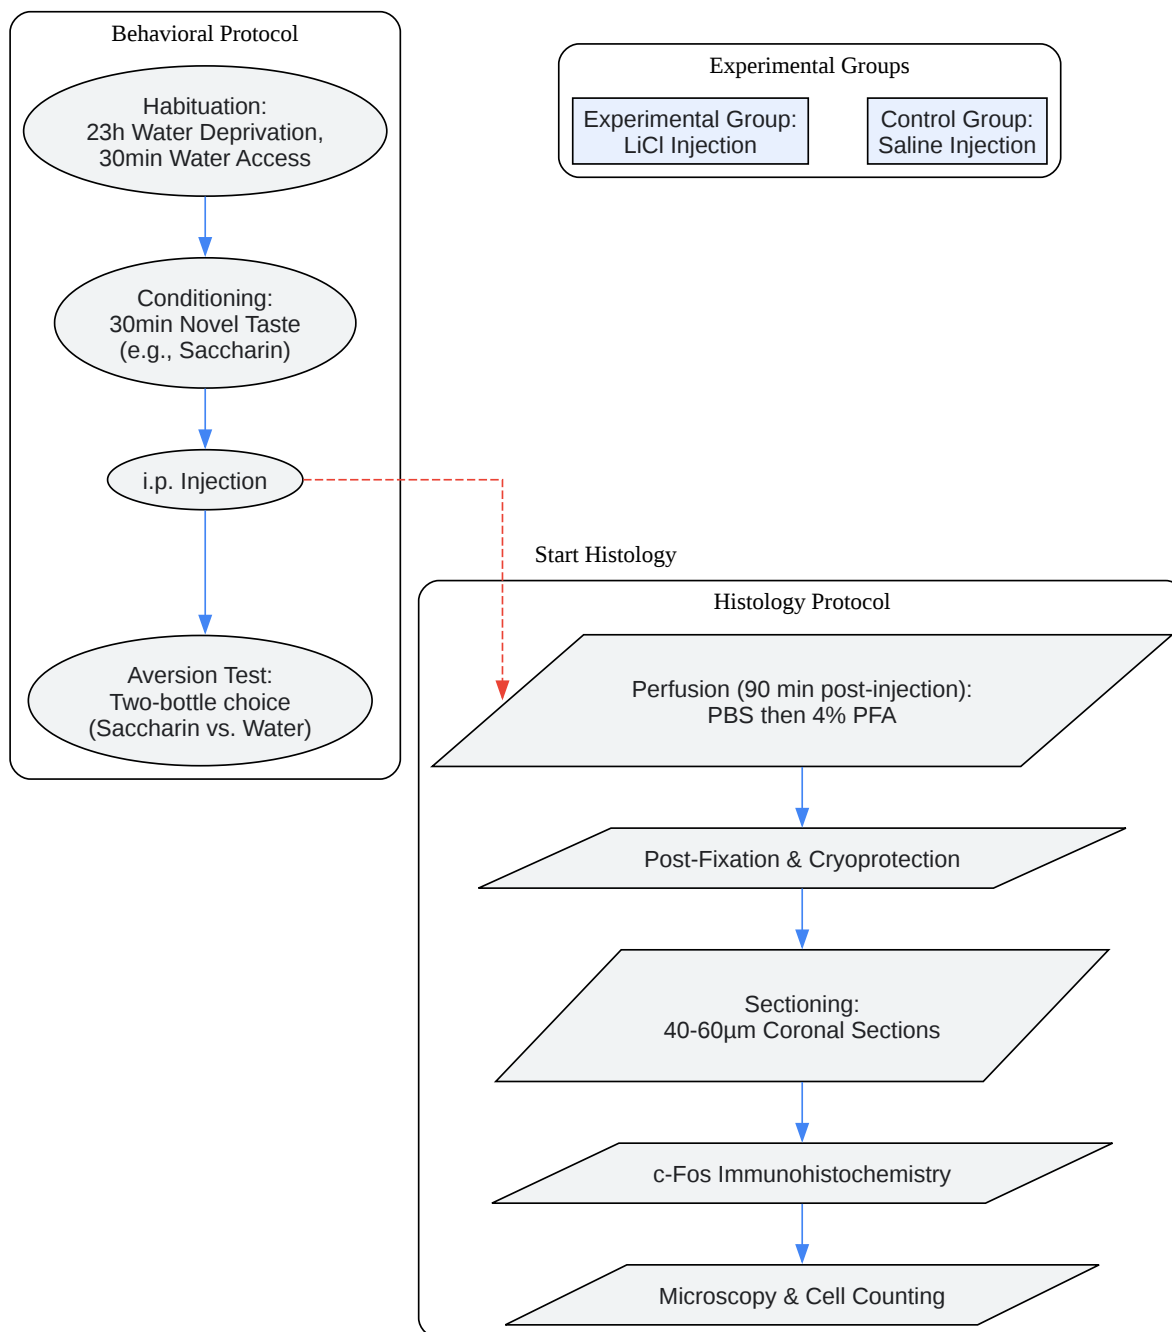 Behavioral Protocol
Habituation:
23h Water Deprivation,
30min Water Access
Conditioning:
30min Novel Taste
(e.g., Saccharin)
i.p. Injection
Aversion Test:
Two-bottle choice
(Saccharin vs. Water)
Experimental Groups
Experimental Group:
LiCl Injection
Control Group:
Saline Injection
Start Histology
Histology Protocol
Perfusion (90 min post-injection):
PBS then 4% PFA
Post-Fixation & Cryoprotection
Sectioning:
40-60µm Coronal Sections
c-Fos Immunohistochemistry
Microscopy & Cell Counting